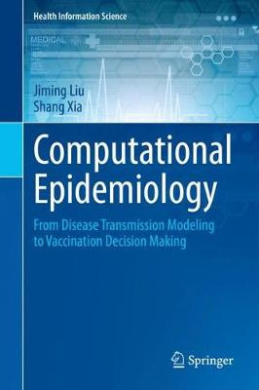 Health Information Science
MEDICAL
Jiming Liu
Shang Xia
Computational
Epidemiology
From Disease Transmission Modeling
to Vaccination Decision Making
Springer